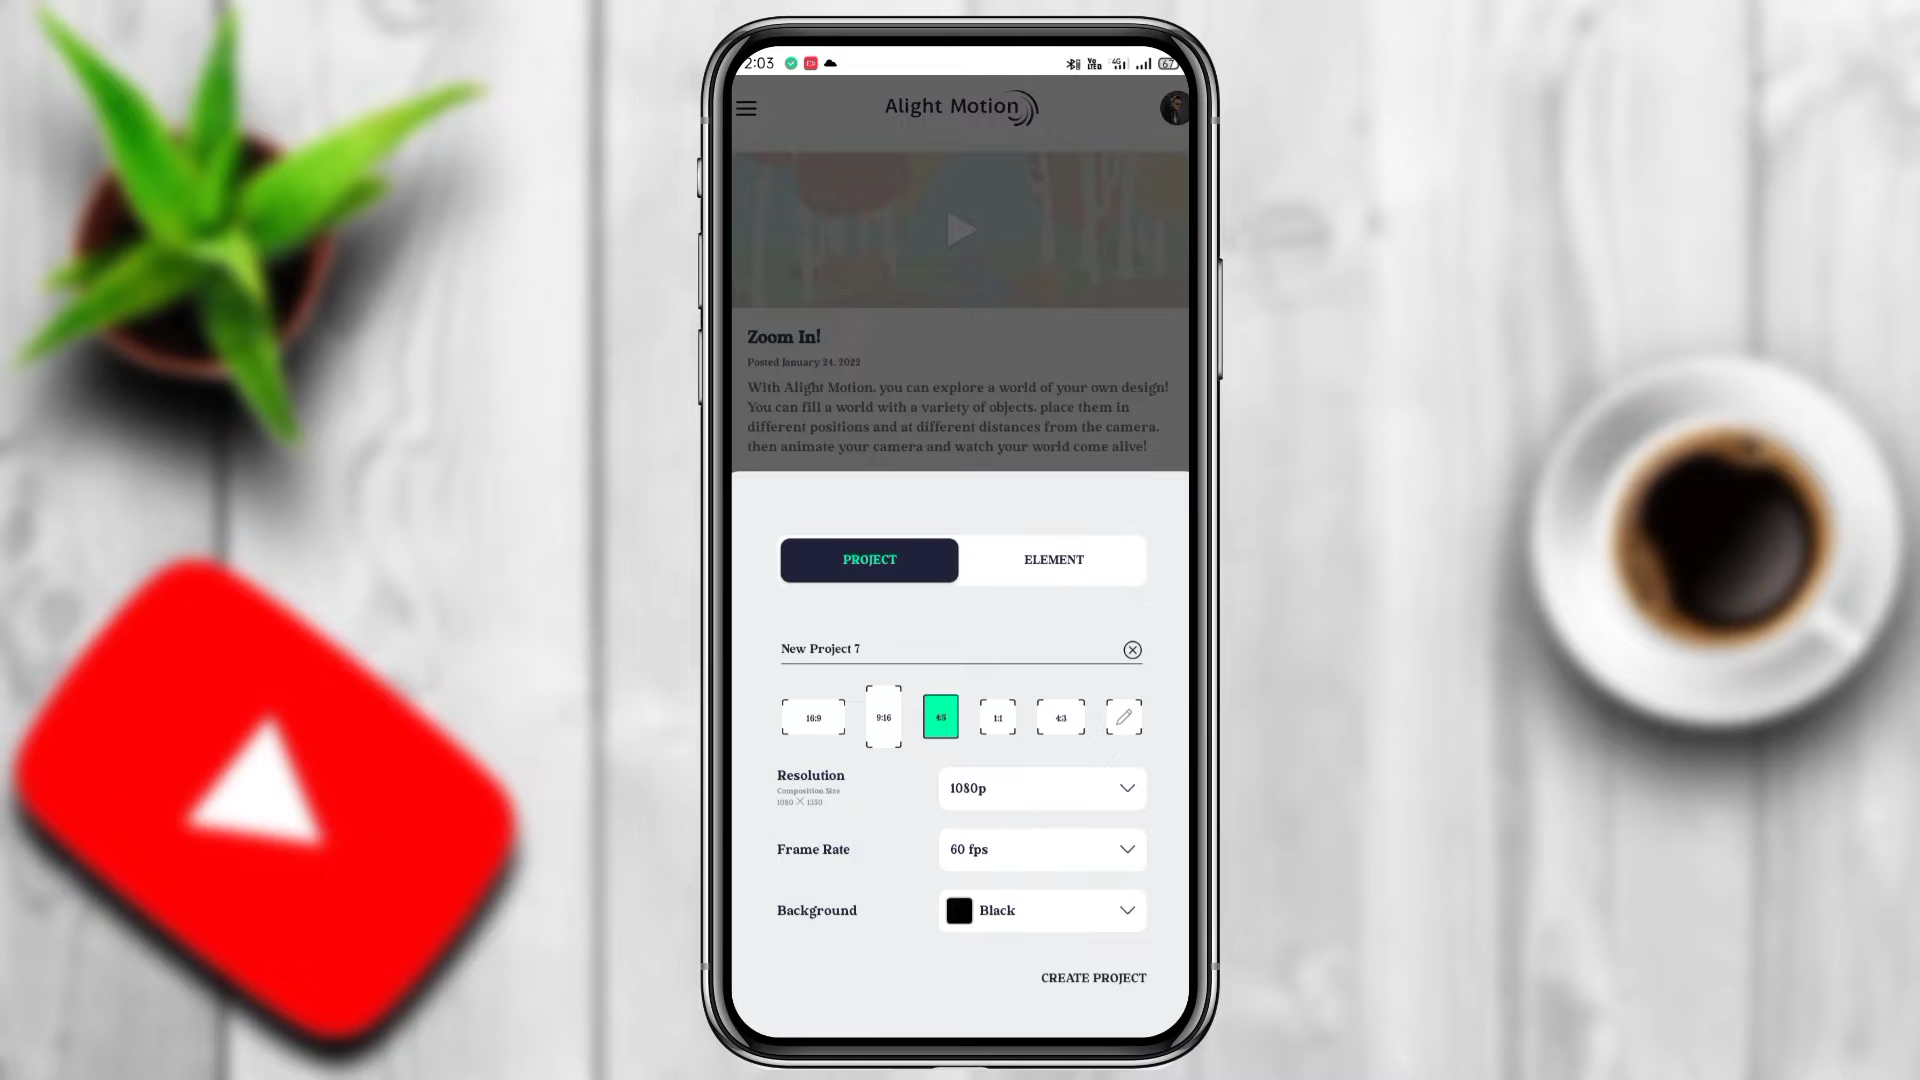 2:03
Vo LTED 4G 67
Alight Motion
Zoom In!
Posted January 24, 2022
With Alight Motion, you can explore a world of your own design!
You can fill a world with a variety of objects, place them in
different positions and at different distances from the camera,
then animate your camera and watch your world come alive!
PROJECT ELEMENT
New Project 7
16:9 9:16 4:5 1:1 4:3
Resolution
1080p
Composition Size
1080 X 1350
Frame Rate 60 fps
Background Black
CREATE PROJECT